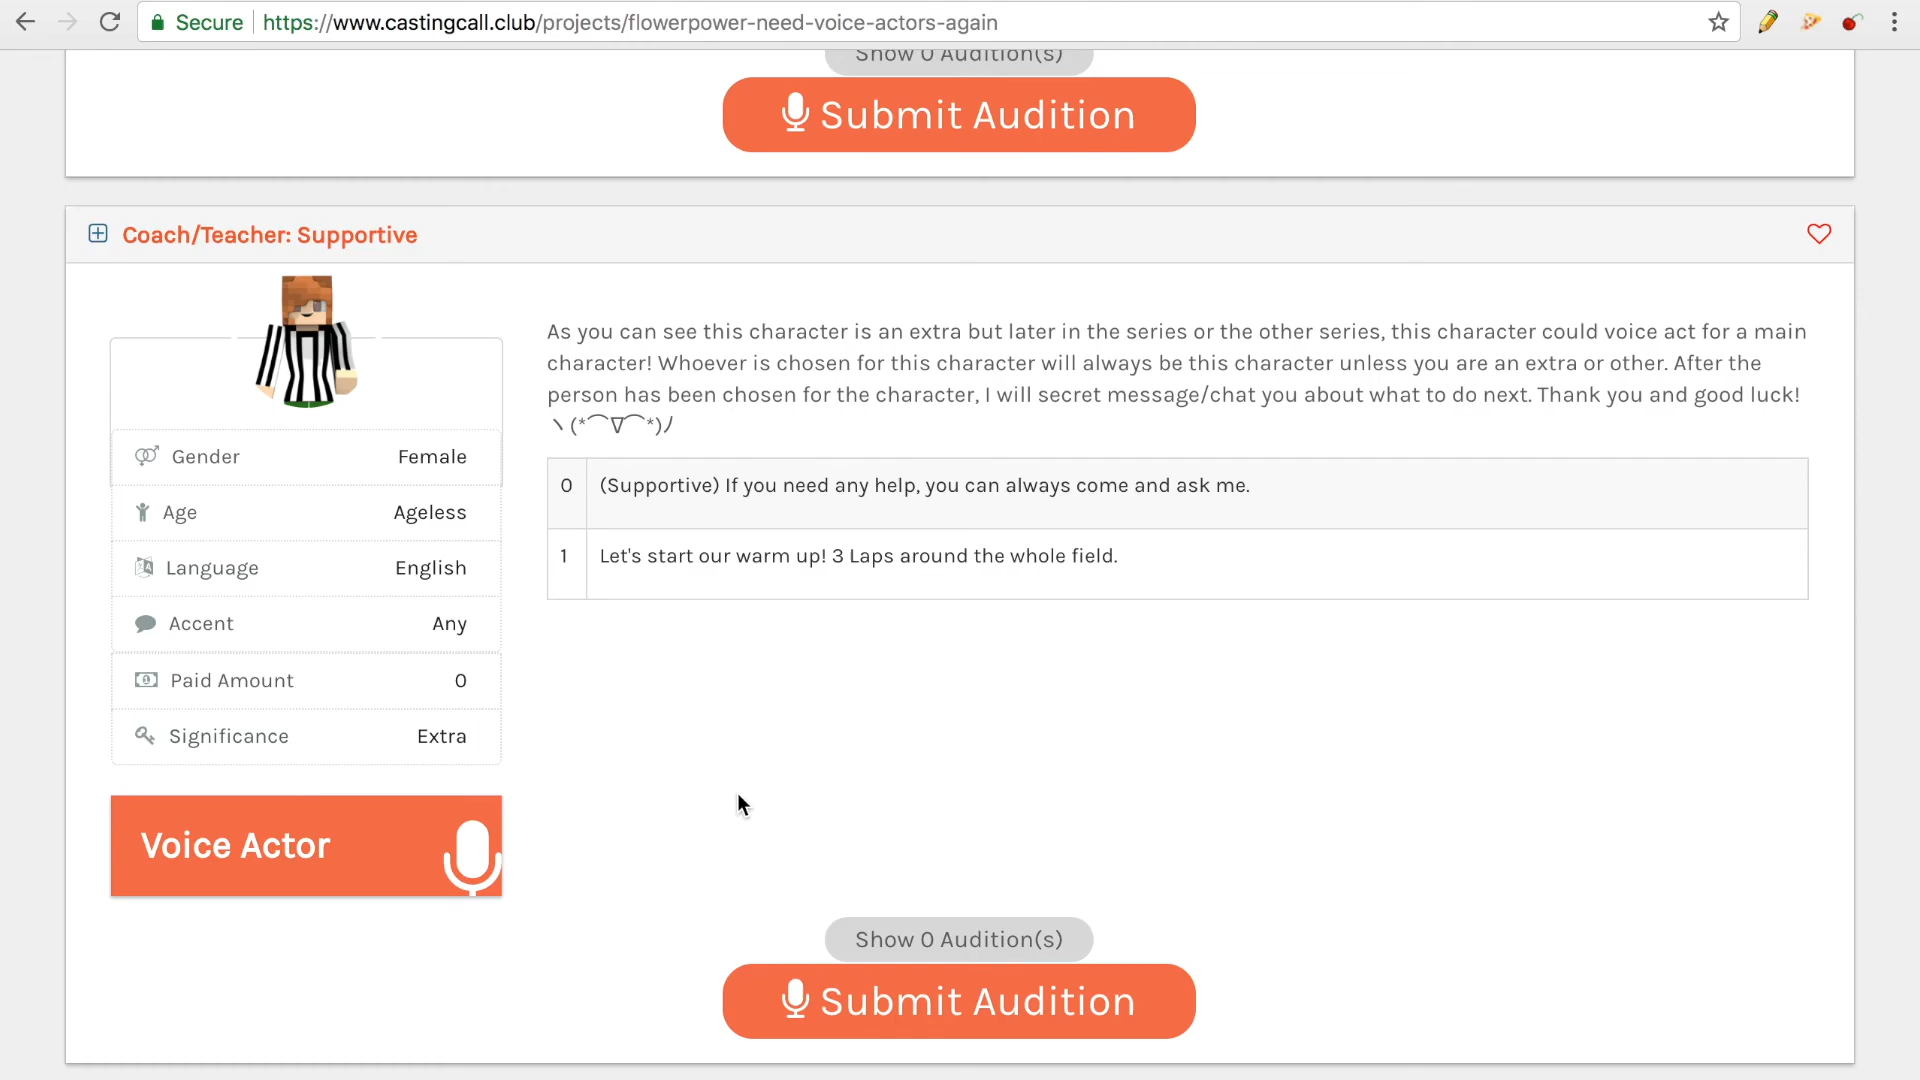 Secure
https://www.castingcall.club/projects/flowerpower-need-voice-actors-again
Show 0 Audition(s)
Submit Audition
Coach/Teacher: Supportive
As you can see this character is an extra but later in the series or the other series, this character could voice act for a main
character! Whoever is chosen for this character will always be this character unless you are an extra or other. After the
person has been chosen for the character, I will secret message/chat you about what to do next. Thank you and good luck!
ヽ(*⌒∇⌒*)ﾉ
Gender Female
Age Ageless
Language English
Accent Any
Paid Amount 0
Significance Extra
0 (Supportive) If you need any help, you can always come and ask me.
1 Let's start our warm up! 3 Laps around the whole field.
Voice Actor
Show 0 Audition(s)
Submit Audition